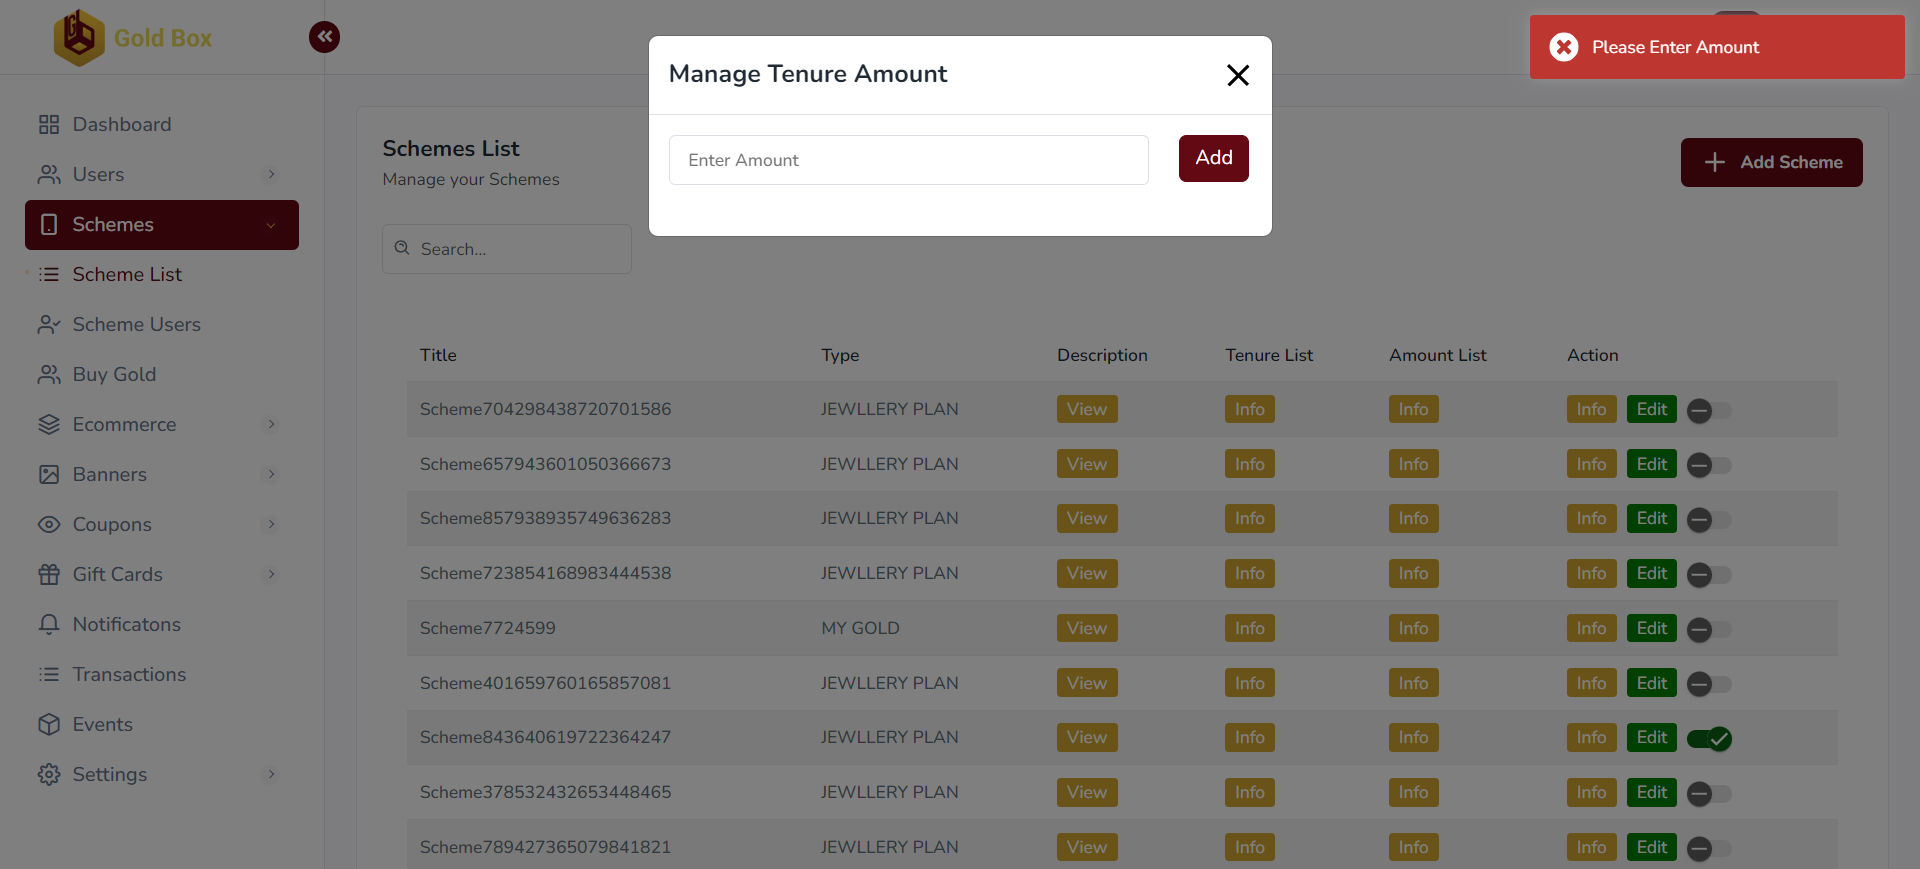 Gold Box
Please Enter Amount
Manage Tenure Amount
Enter Amount
Add
Dashboard
Users
Schemes
Scheme List
Scheme Users
Buy Gold
Ecommerce
Banners
Coupons
Gift Cards
Notificatons
Transactions
Events
Settings
Schemes List
Manage your Schemes
Add Scheme
Search...
Title Type Description Tenure List Amount List Action
Scheme704298438720701586 JEWLLERY PLAN View Info Info Info Edit
Scheme657943601050366673 JEWLLERY PLAN View Info Info Info Edit
Scheme857938935749636283 JEWLLERY PLAN View Info Info Info Edit
Scheme723854168983444538 JEWLLERY PLAN View Info Info Info Edit
Scheme7724599 MY GOLD View Info Info Info Edit
Scheme401659760165857081 JEWLLERY PLAN View Info Info Info Edit
Scheme843640619722364247 JEWLLERY PLAN View Info Info Info Edit
Scheme378532432653448465 JEWLLERY PLAN View Info Info Info Edit
Scheme789427365079841821 JEWLLERY PLAN View Info Info Info Edit